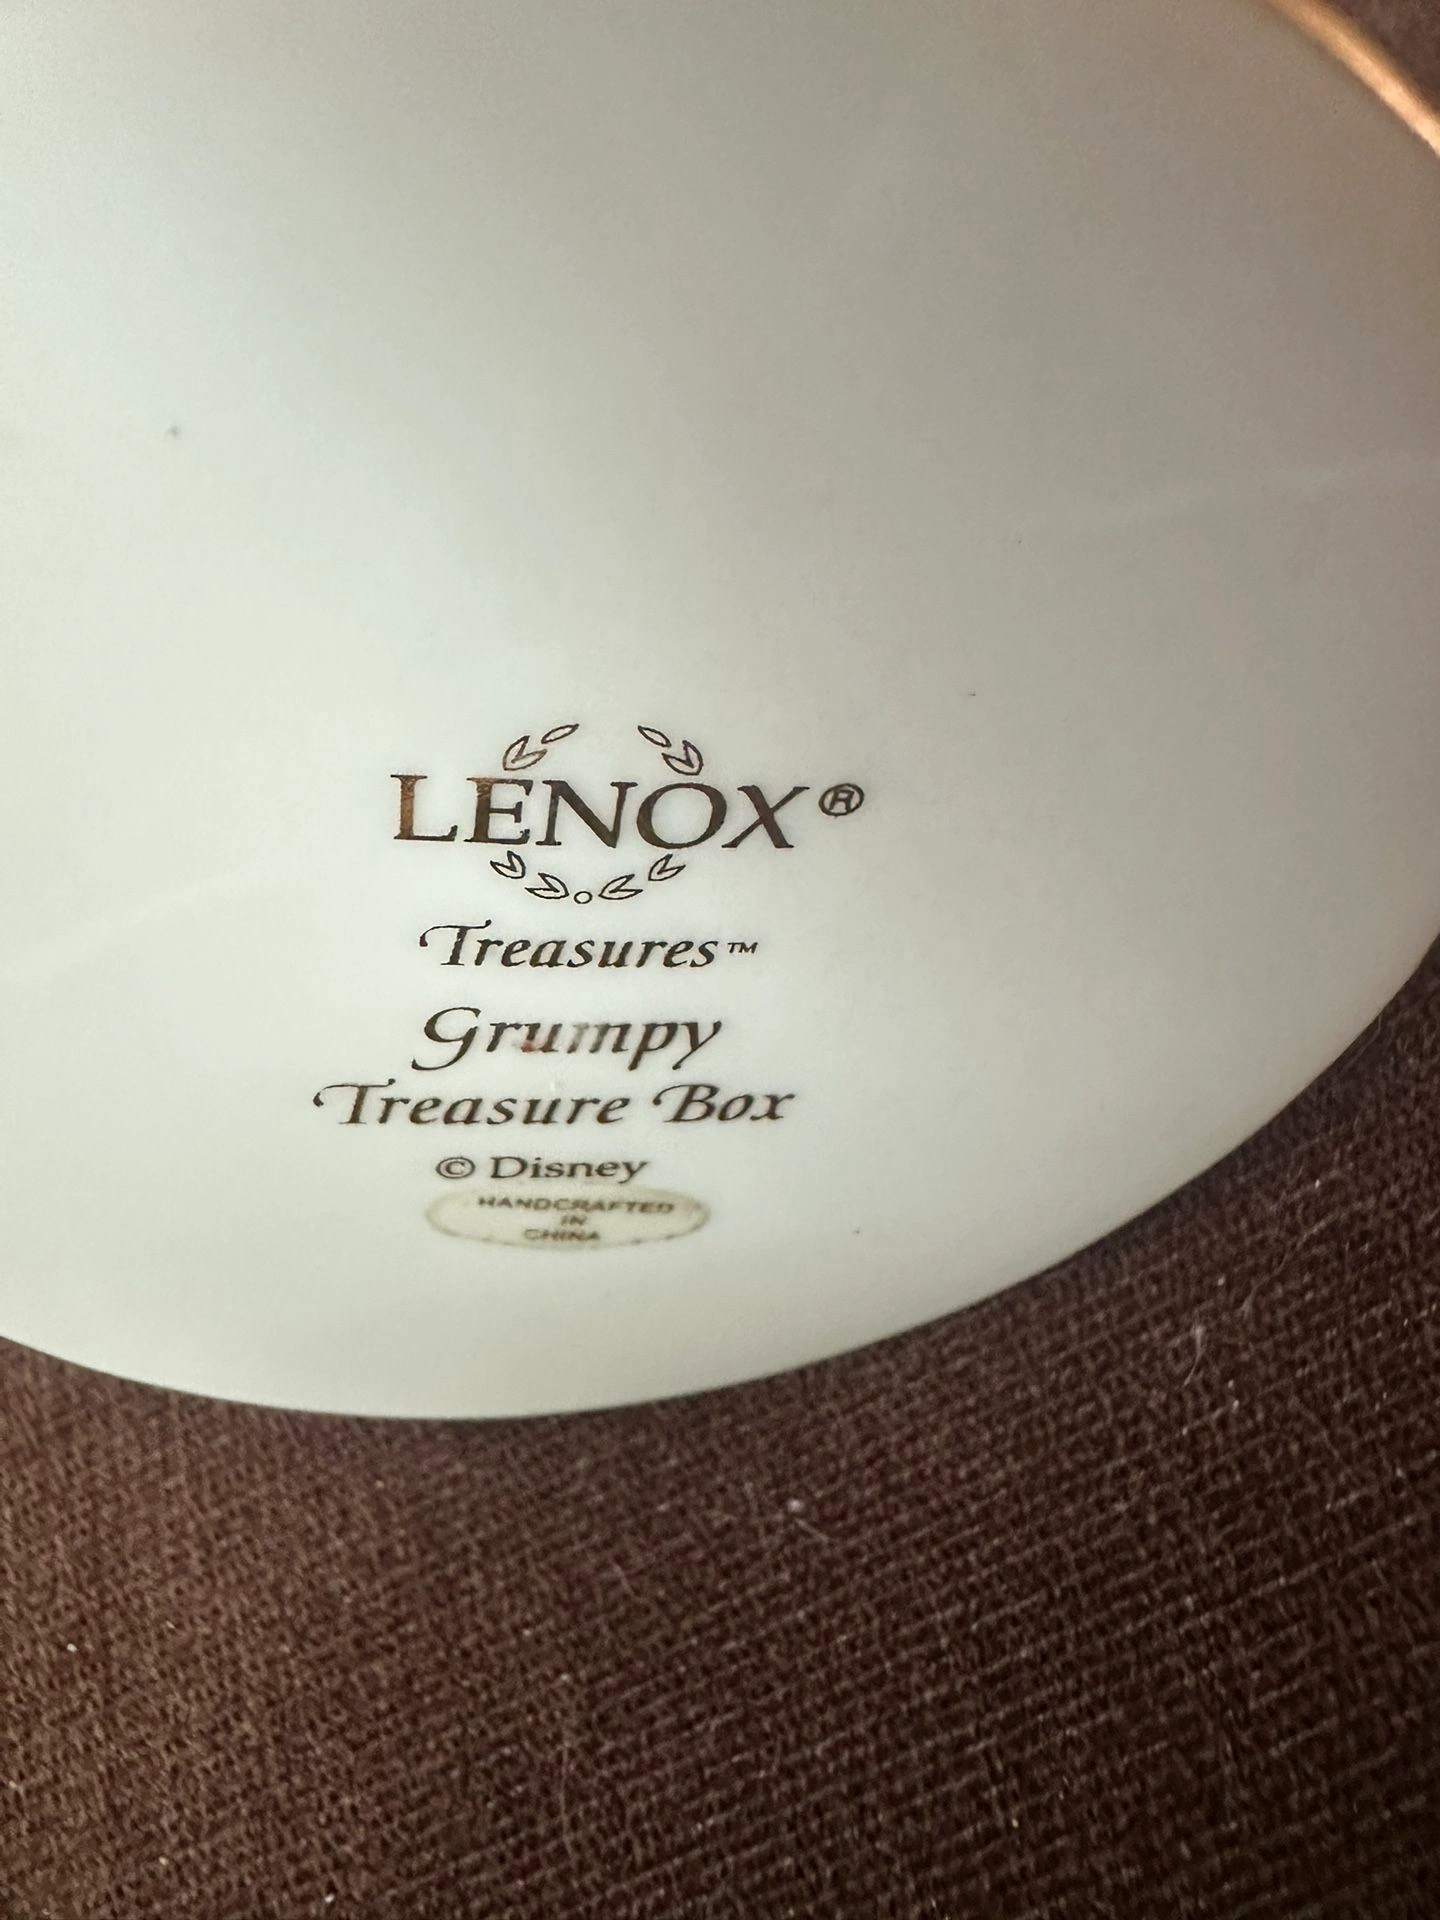 LENOX®
Treasures™
Grumpy
Treasure Box
© Disney
HANDCRAFTED
IN
CHINA